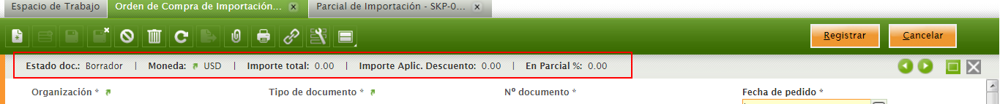 Espacio de Trabajo Orden de Compra de Importación... Parcial de Importación - SKP-0...
Registrar Cancelar
Estado doc.: Borrador | Moneda: USD | Importe total: 0.00 | Importe Aplic. Descuento: 0.00 | En Parcial %: 0.00
Organización * Tipo de documento * Nº documento * Fecha de pedido *